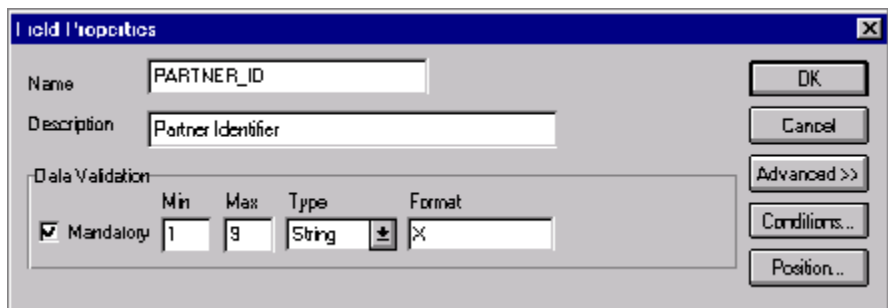 Field Properties
Name PARTNER_ID OK
Description Partner Identifier Cancel
Data Validation Advanced >>
Min Max Type Format
Mandatory 1 9 String X Conditions...
Position...